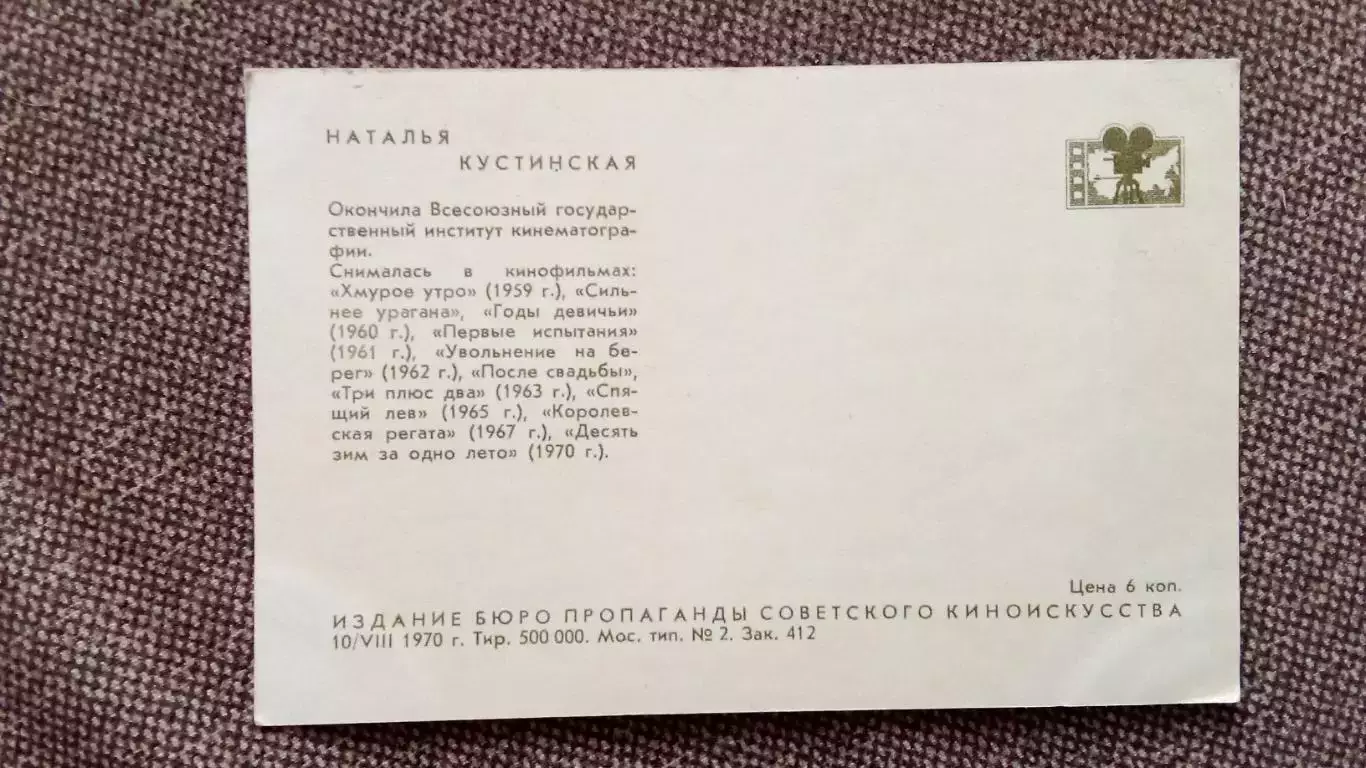 НАТАЛЬЯ
КУСТИНСКАЯ
Окончила Всесоюзный государ-
ственный институт кинематогра-
фии.
Снималась в кинофильмах:
«Хмурое утро» (1959 г.), «Силь-
нее урагана», «Годы девичьи»
(1960 г.), «Первые испытания»
(1961 г.), «Увольнение на бе-
рег» (1962 г.), «После свадьбы»,
«Три плюс два» (1963 г.), «Спя-
щий лев» (1965 г.), «Королев-
ская регата» (1967 г.), «Десять
зим за одно лето» (1970 г.).
Цена 6 коп.
ИЗДАНИЕ БЮРО ПРОПАГАНДЫ СОВЕТСКОГО КИНОИСКУССТВА
10/VIII 1970 г. Тир. 500 000. Мос. тип. № 2. Зак. 412